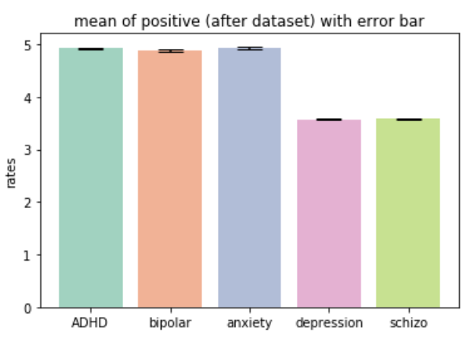 mean of positive (after dataset) with error bar
5
4
3
2
1
0
rates
ADHD bipolar anxiety depression schizo